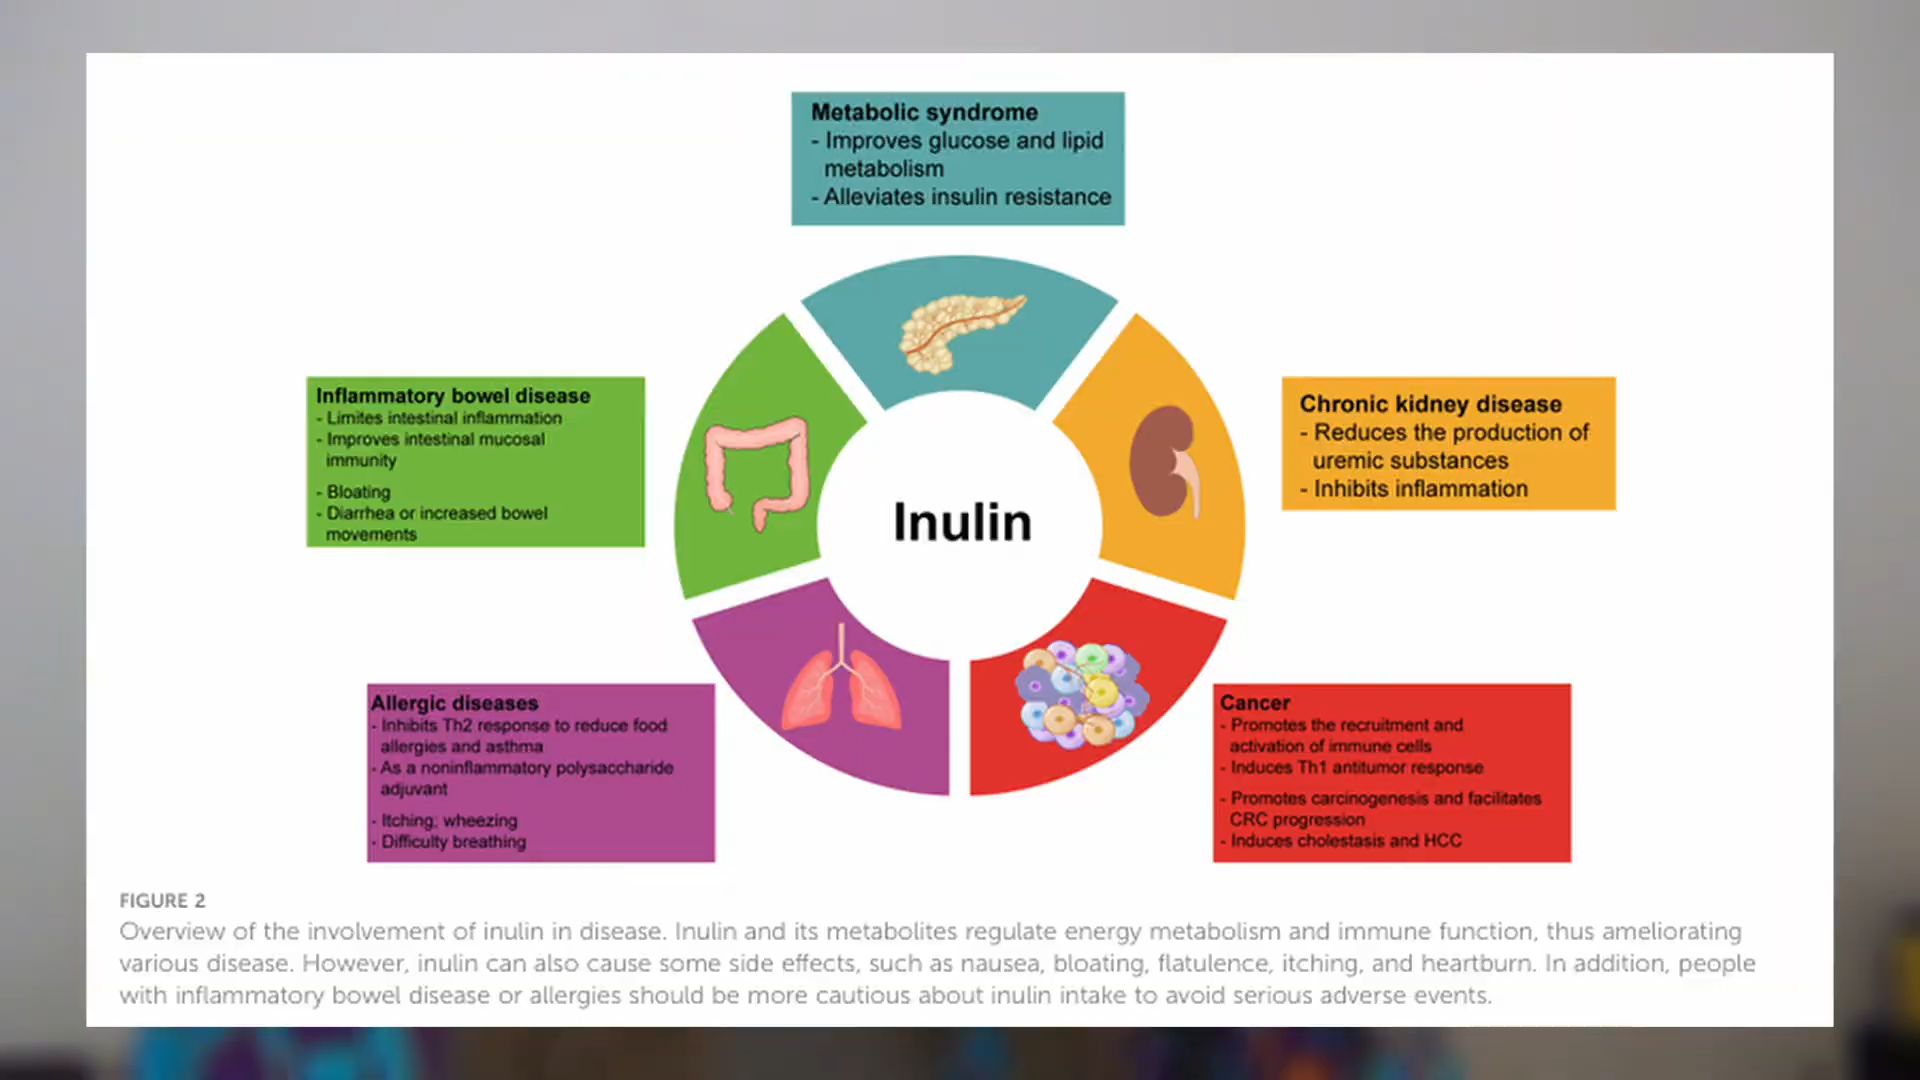 Metabolic syndrome
- Improves glucose and lipid
metabolism
- Alleviates insulin resistance
Inflammatory bowel disease
- Limites intestinal inflammation
- Improves intestinal mucosal
immunity
- Bloating
- Diarrhea or increased bowel
movements
Chronic kidney disease
- Reduces the production of
uremic substances
- Inhibits inflammation
Inulin
Allergic diseases
- Inhibits Th2 response to reduce food
allergies and asthma
- As a noninflammatory polysaccharide
adjuvant
- Itching; wheezing
- Difficulty breathing
Cancer
- Promotes the recruitment and
activation of immune cells
- Induces Th1 antitumor response
- Promotes carcinogenesis and facilitates
CRC progression
- Induces cholestasis and HCC
FIGURE 2
Overview of the involvement of inulin in disease. Inulin and its metabolites regulate energy metabolism and immune function, thus ameliorating
various disease. However, inulin can also cause some side effects, such as nausea, bloating, flatulence, itching, and heartburn. In addition, people
with inflammatory bowel disease or allergies should be more cautious about inulin intake to avoid serious adverse events.